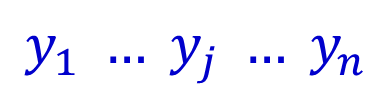 y₁ ... yⱼ ... yₙ